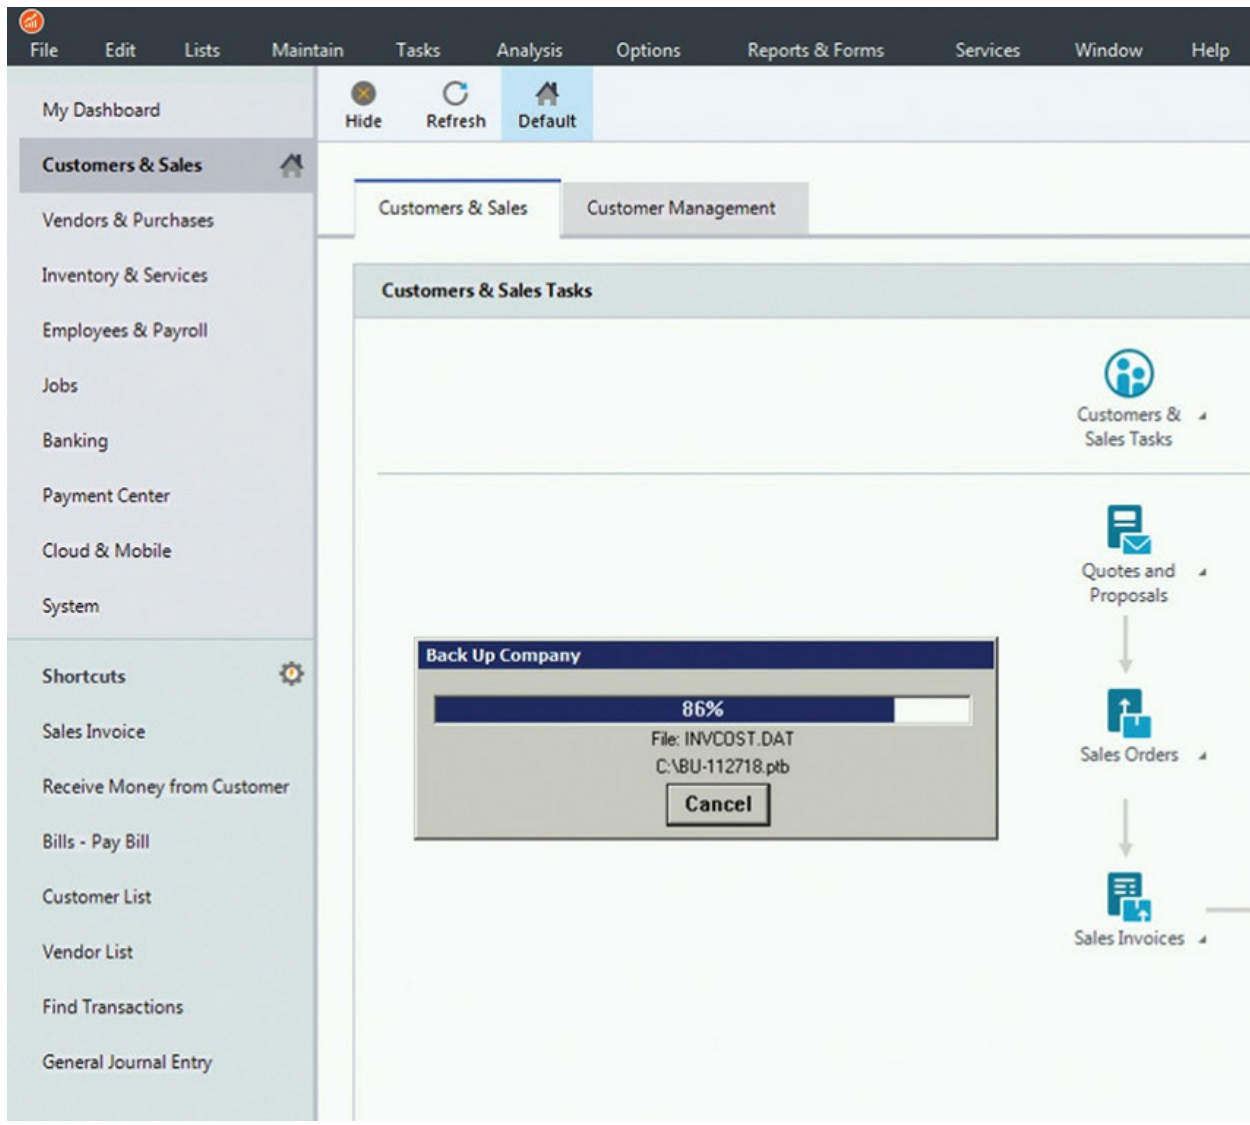 File Edit Lists Maintain Tasks Analysis Options Reports & Forms Services Window Help
Hide Refresh Default
My Dashboard
Customers & Sales
Vendors & Purchases
Inventory & Services
Employees & Payroll
Jobs
Banking
Payment Center
Cloud & Mobile
System
Shortcuts
Sales Invoice
Receive Money from Customer
Bills - Pay Bill
Customer List
Vendor List
Find Transactions
General Journal Entry
Customers & Sales Customer Management
Customers & Sales Tasks
Customers &
Sales Tasks
Quotes and
Proposals
Sales Orders
Sales Invoices
Back Up Company
86%
File: INVCOST.DAT
C:\BU-112718.ptb
Cancel